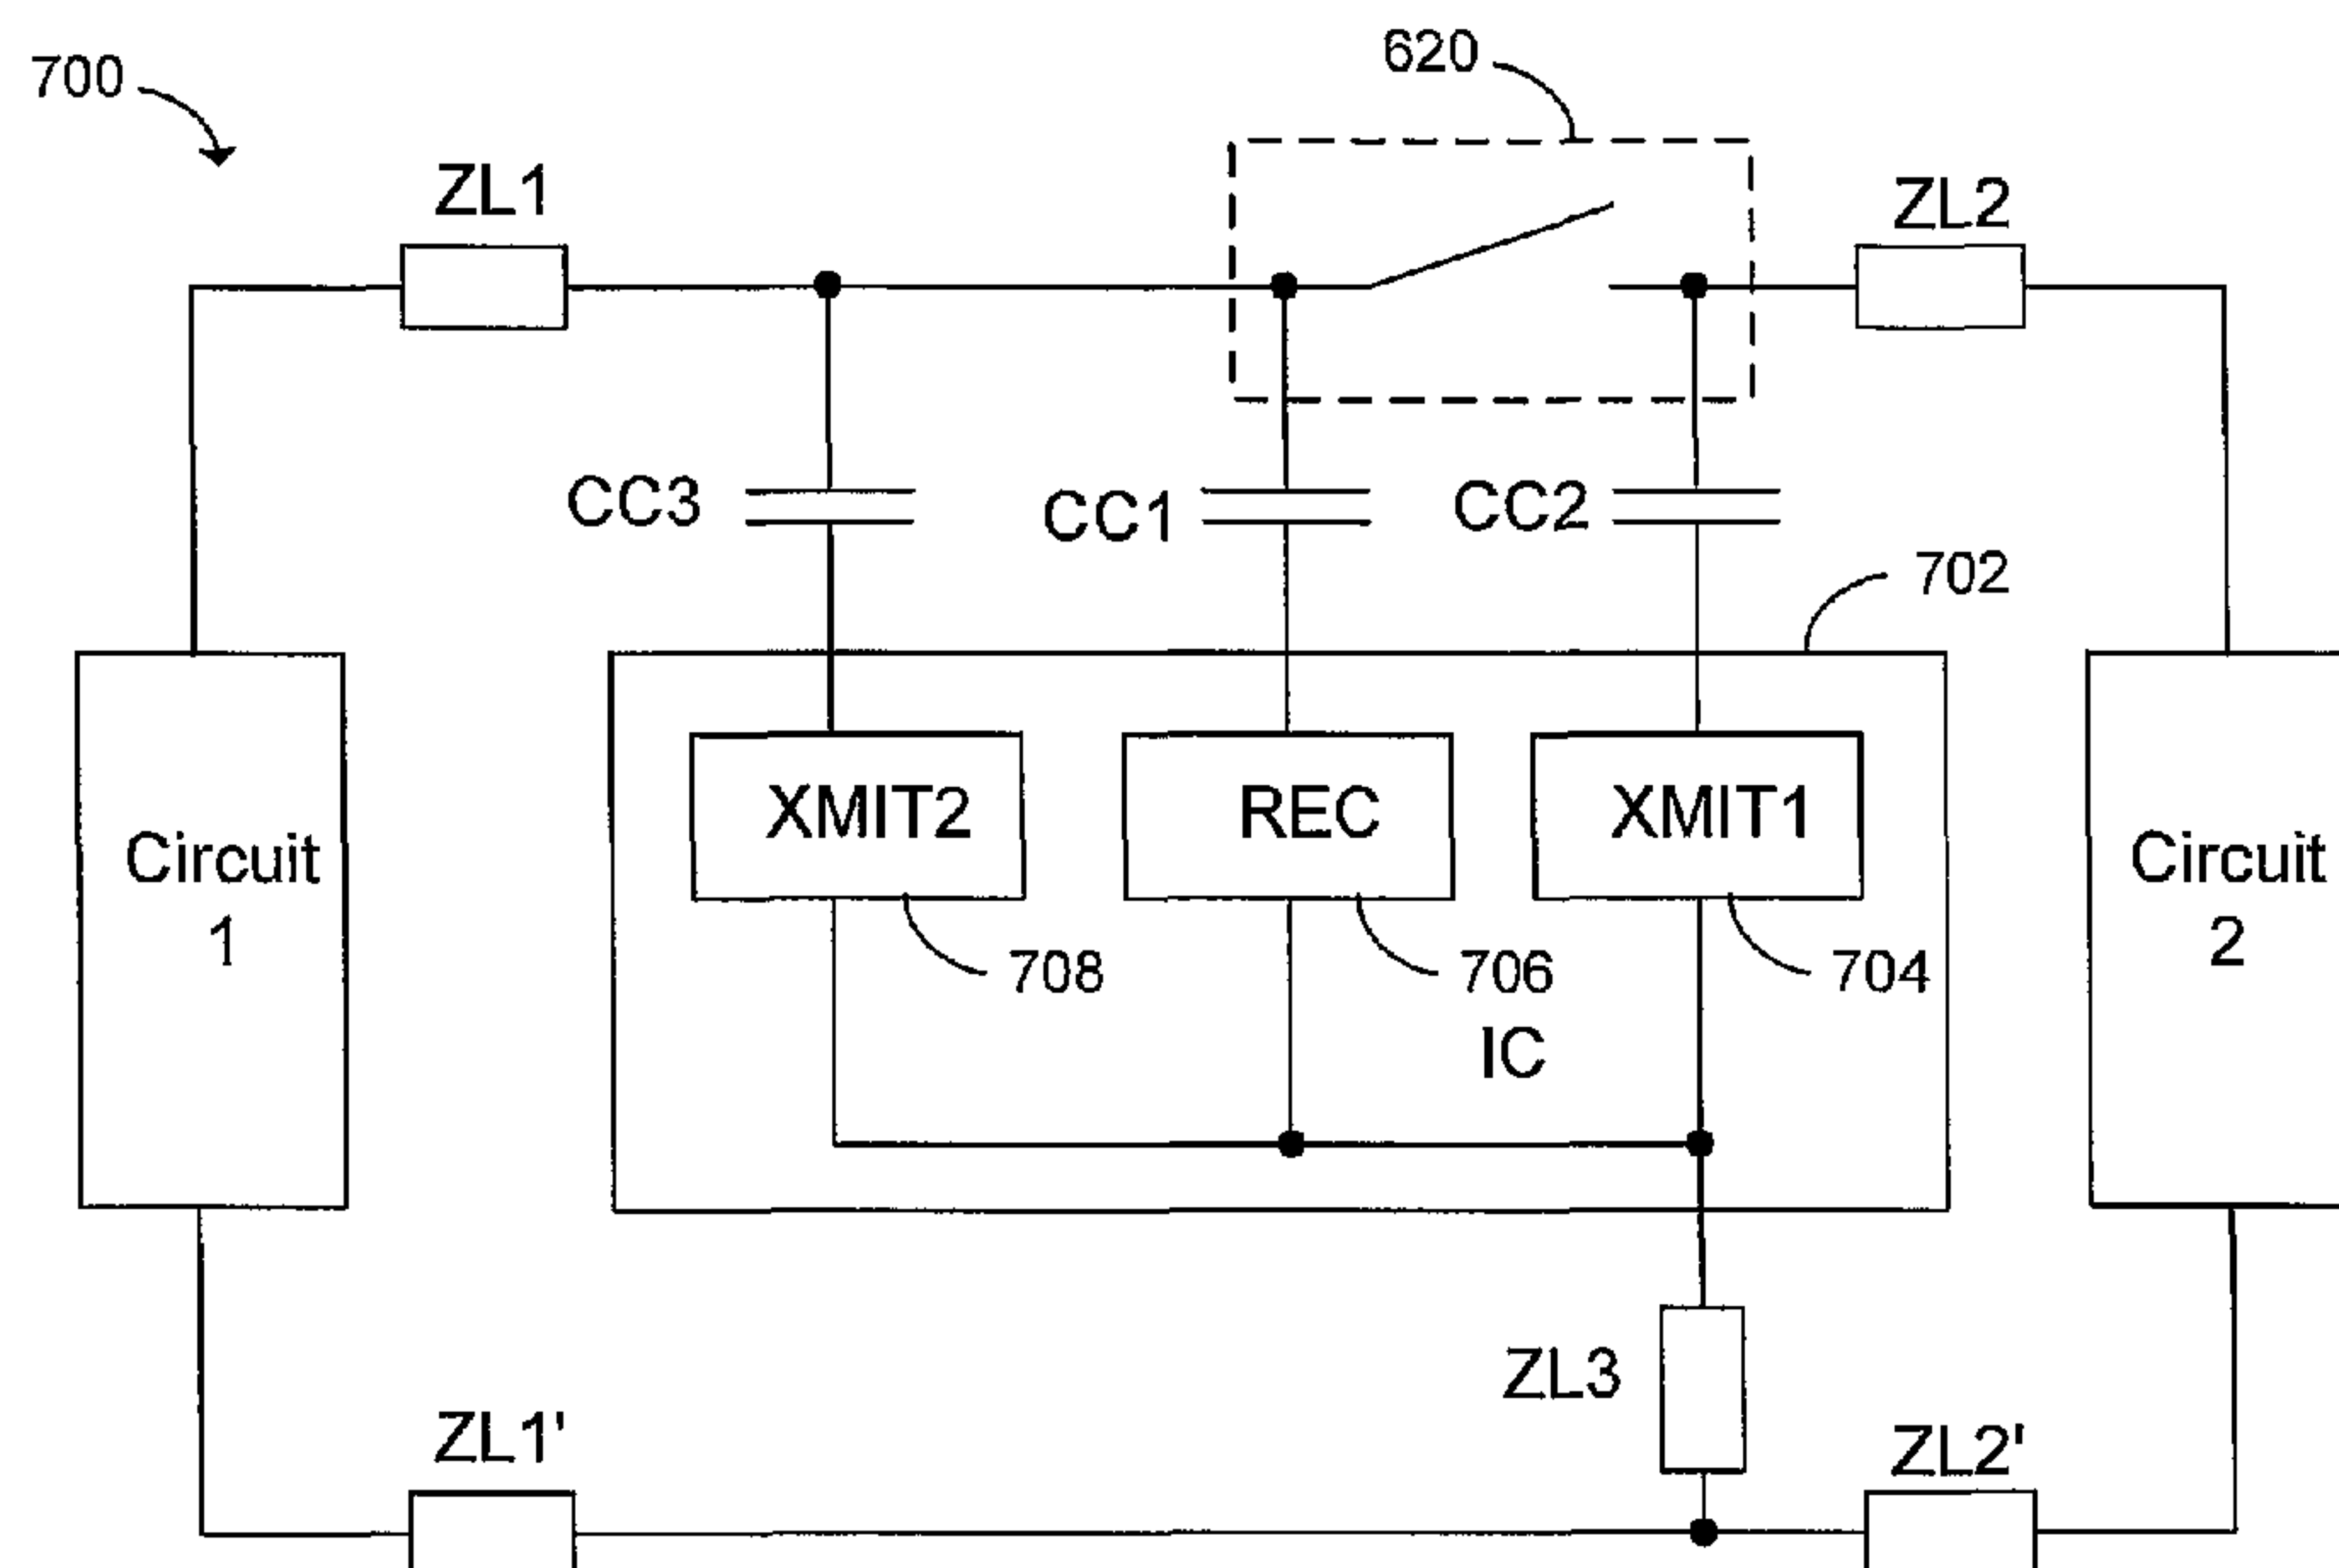 700
620
ZL1
ZL2
CC3
CC1
CC2
702
XMIT2
REC
XMIT1
Circuit
1
Circuit
2
708
706
704
IC
ZL3
ZL1'
ZL2'